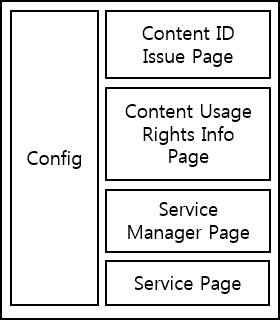 Config
Content ID
Issue Page
Content Usage
Rights Info
Page
Service
Manager Page
Service Page